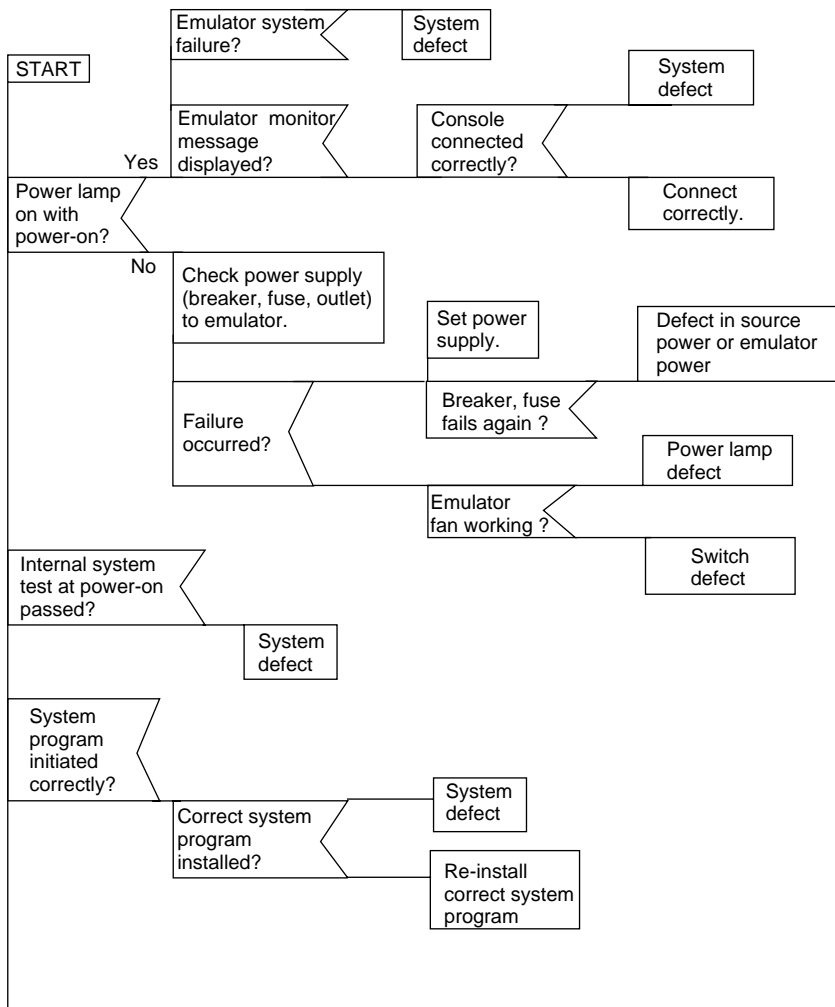 Emulator system
failure?
System
defect
START
System
defect
Emulator monitor
message
displayed?
Console
connected
correctly?
Yes
Power lamp
on with
power-on?
Connect
correctly.
No
Check power supply
(breaker, fuse, outlet)
to emulator.
Set power
supply.
Defect in source
power or emulator
power
Breaker, fuse
fails again ?
Failure
occurred?
Power lamp
defect
Emulator
fan working ?
Switch
defect
Internal system
test at power-on
passed?
System
defect
System
program
initiated
correctly?
System
defect
Correct system
program
installed?
Re-install
correct system
program